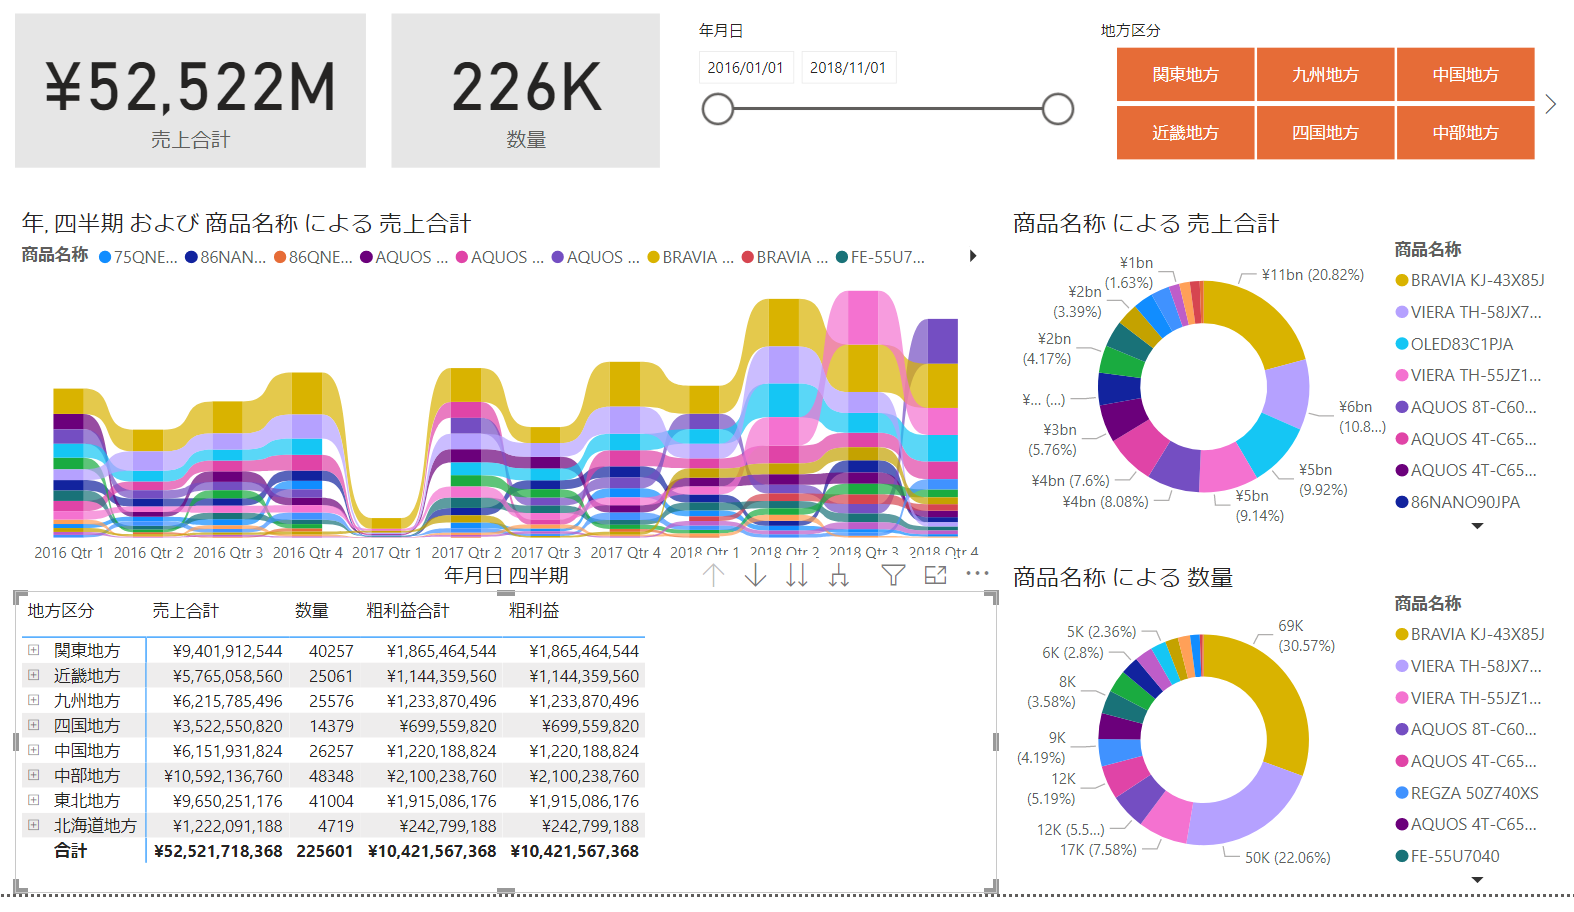 ¥52,522M
売上合計
226K
数量
年月日
2016/01/01 2018/11/01
地方区分
関東地方 九州地方 中国地方
近畿地方 四国地方 中部地方
年, 四半期 および 商品名称 による 売上合計
商品名称 75QNE... 86NAN... 86QNE... AQUOS ... AQUOS ... AQUOS ... BRAVIA ... BRAVIA ... FE-55U7...
2016 Qtr 1 2016 Qtr 2 2016 Qtr 3 2016 Qtr 4 2017 Qtr 1 2017 Qtr 2 2017 Qtr 3 2017 Qtr 4 2018 Qtr 1 2018 Qtr 2 2018 Qtr 3 2018 Qtr 4
年月日 四半期
商品名称 による 売上合計
¥11bn (20.82%)
¥6bn
(10.8...)
¥5bn
(9.92%)
¥5bn
(9.14%)
¥4bn (8.08%)
¥4bn (7.6%)
¥3bn
(5.76%)
¥... (...)
¥2bn
(4.17%)
¥2bn
(3.39%)
¥1bn
(1.63%)
商品名称
BRAVIA KJ-43X85J
VIERA TH-58JX7...
OLED83C1PJA
VIERA TH-55JZ1...
AQUOS 8T-C60...
AQUOS 4T-C65...
AQUOS 4T-C65...
86NANO90JPA
地方区分 売上合計 数量 粗利益合計 粗利益
関東地方 ¥9,401,912,544 40257 ¥1,865,464,544 ¥1,865,464,544
近畿地方 ¥5,765,058,560 25061 ¥1,144,359,560 ¥1,144,359,560
九州地方 ¥6,215,785,496 25576 ¥1,233,870,496 ¥1,233,870,496
四国地方 ¥3,522,550,820 14379 ¥699,559,820 ¥699,559,820
中国地方 ¥6,151,931,824 26257 ¥1,220,188,824 ¥1,220,188,824
中部地方 ¥10,592,136,760 48348 ¥2,100,238,760 ¥2,100,238,760
東北地方 ¥9,650,251,176 41004 ¥1,915,086,176 ¥1,915,086,176
北海道地方 ¥1,222,091,188 4719 ¥242,799,188 ¥242,799,188
合計 ¥52,521,718,368 225601 ¥10,421,567,368 ¥10,421,567,368
商品名称 による 数量
69K
(30.57%)
50K (22.06%)
17K (7.58%)
12K (5.5...)
12K
(5.19%)
9K
(4.19%)
8K
(3.58%)
6K (2.8%)
5K (2.36%)
商品名称
BRAVIA KJ-43X85J
VIERA TH-58JX7...
VIERA TH-55JZ1...
AQUOS 8T-C60...
AQUOS 4T-C65...
REGZA 50Z740XS
AQUOS 4T-C65...
FE-55U7040